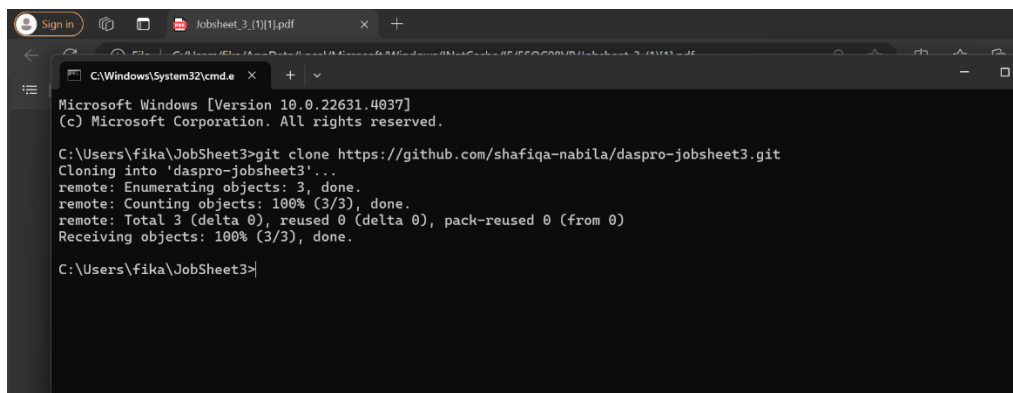 Sign in
Jobsheet_3_(1)[1].pdf
C:\Windows\System32\cmd.e
Microsoft Windows [Version 10.0.22631.4037]
(c) Microsoft Corporation. All rights reserved.
C:\Users\fika\JobSheet3>git clone https://github.com/shafiqa-nabila/daspro-jobsheet3.git
Cloning into 'daspro-jobsheet3'...
remote: Enumerating objects: 3, done.
remote: Counting objects: 100% (3/3), done.
remote: Total 3 (delta 0), reused 0 (delta 0), pack-reused 0 (from 0)
Receiving objects: 100% (3/3), done.
C:\Users\fika\JobSheet3>